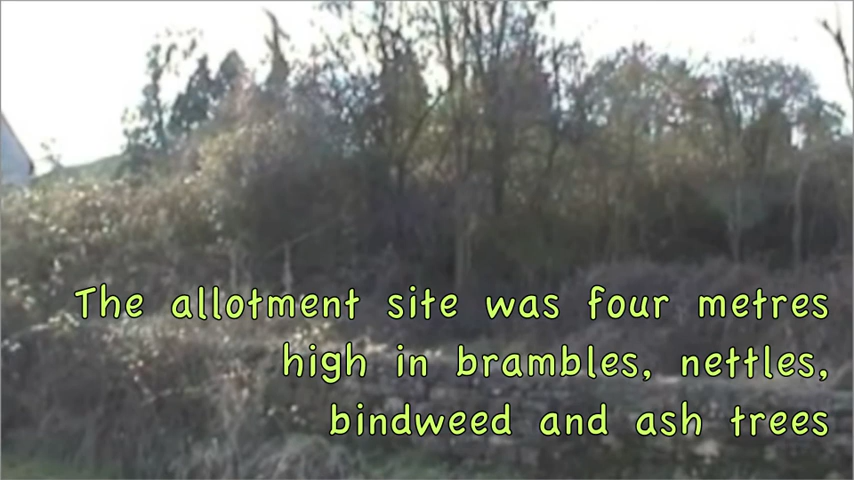 The allotment site was four metres
high in brambles, nettles,
bindweed and ash trees